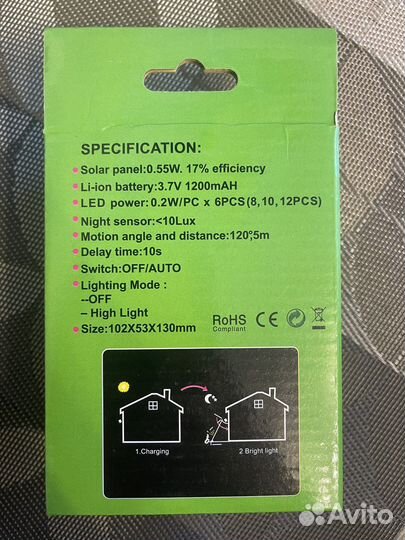 SPECIFICATION:
Solar panel:0.55W. 17% efficiency
Li-ion battery:3.7V 1200mAH
LED power: 0.2W/PC x 6PCS(8,10,12PCS)
Night sensor:<10Lux
Motion angle and distance:120°,5m
Delay time:10s
Switch:OFF/AUTO
Lighting Mode :
--OFF
– High Light
Size:102X53X130mm
RoHS
Compliant
CE
1.Charging
2 Bright light
Avito